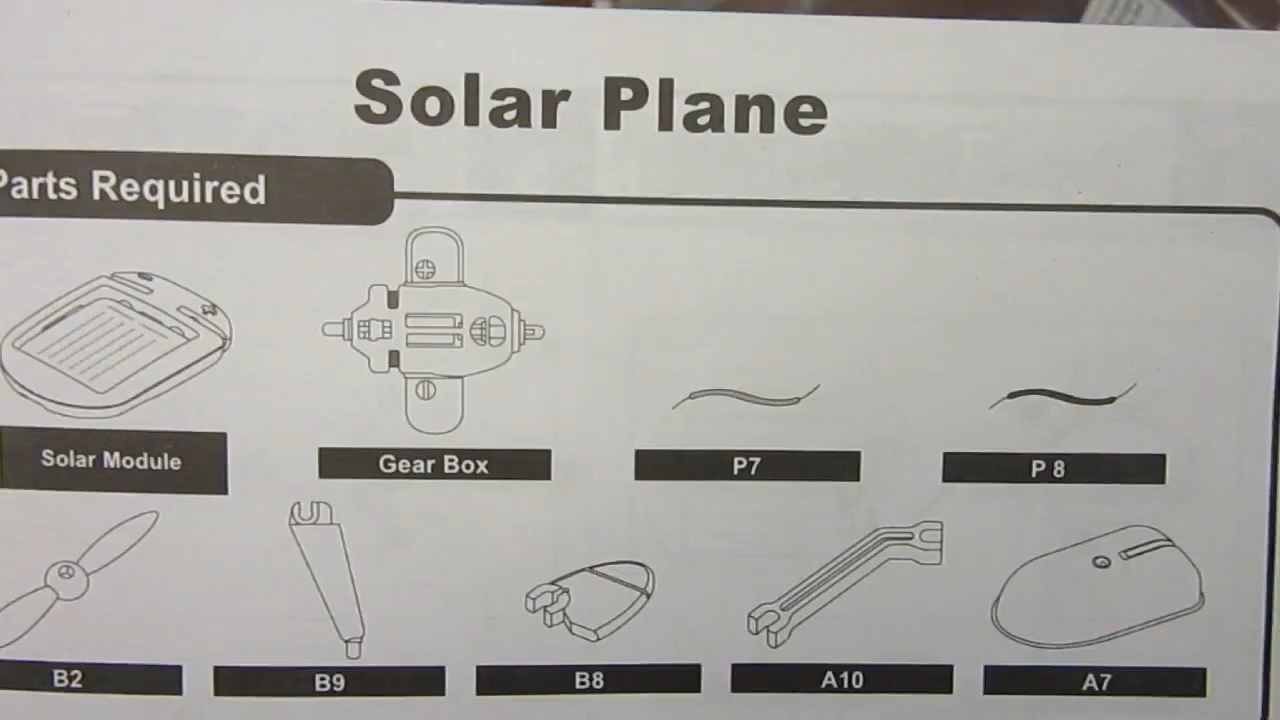 Solar Plane
Parts Required
Solar Module
Gear Box
P7
P 8
B2
B9
B8
A10
A7